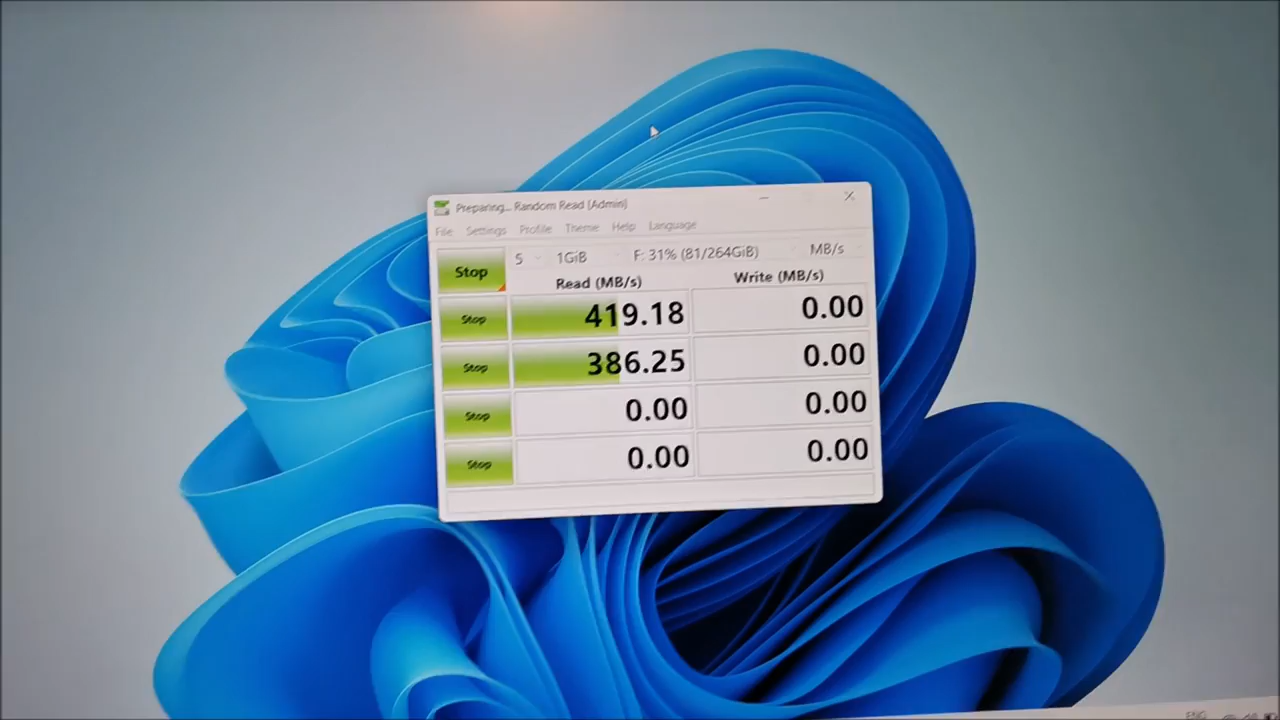 Preparing... Random Read (Admin)
File Settings Profile Theme Help Language
Stop 5 1GiB F: 31% (81/264GiB) MB/s
Read (MB/s) Write (MB/s)
Stop 419.18 0.00
Stop 386.25 0.00
Stop 0.00 0.00
Stop 0.00 0.00
ENG